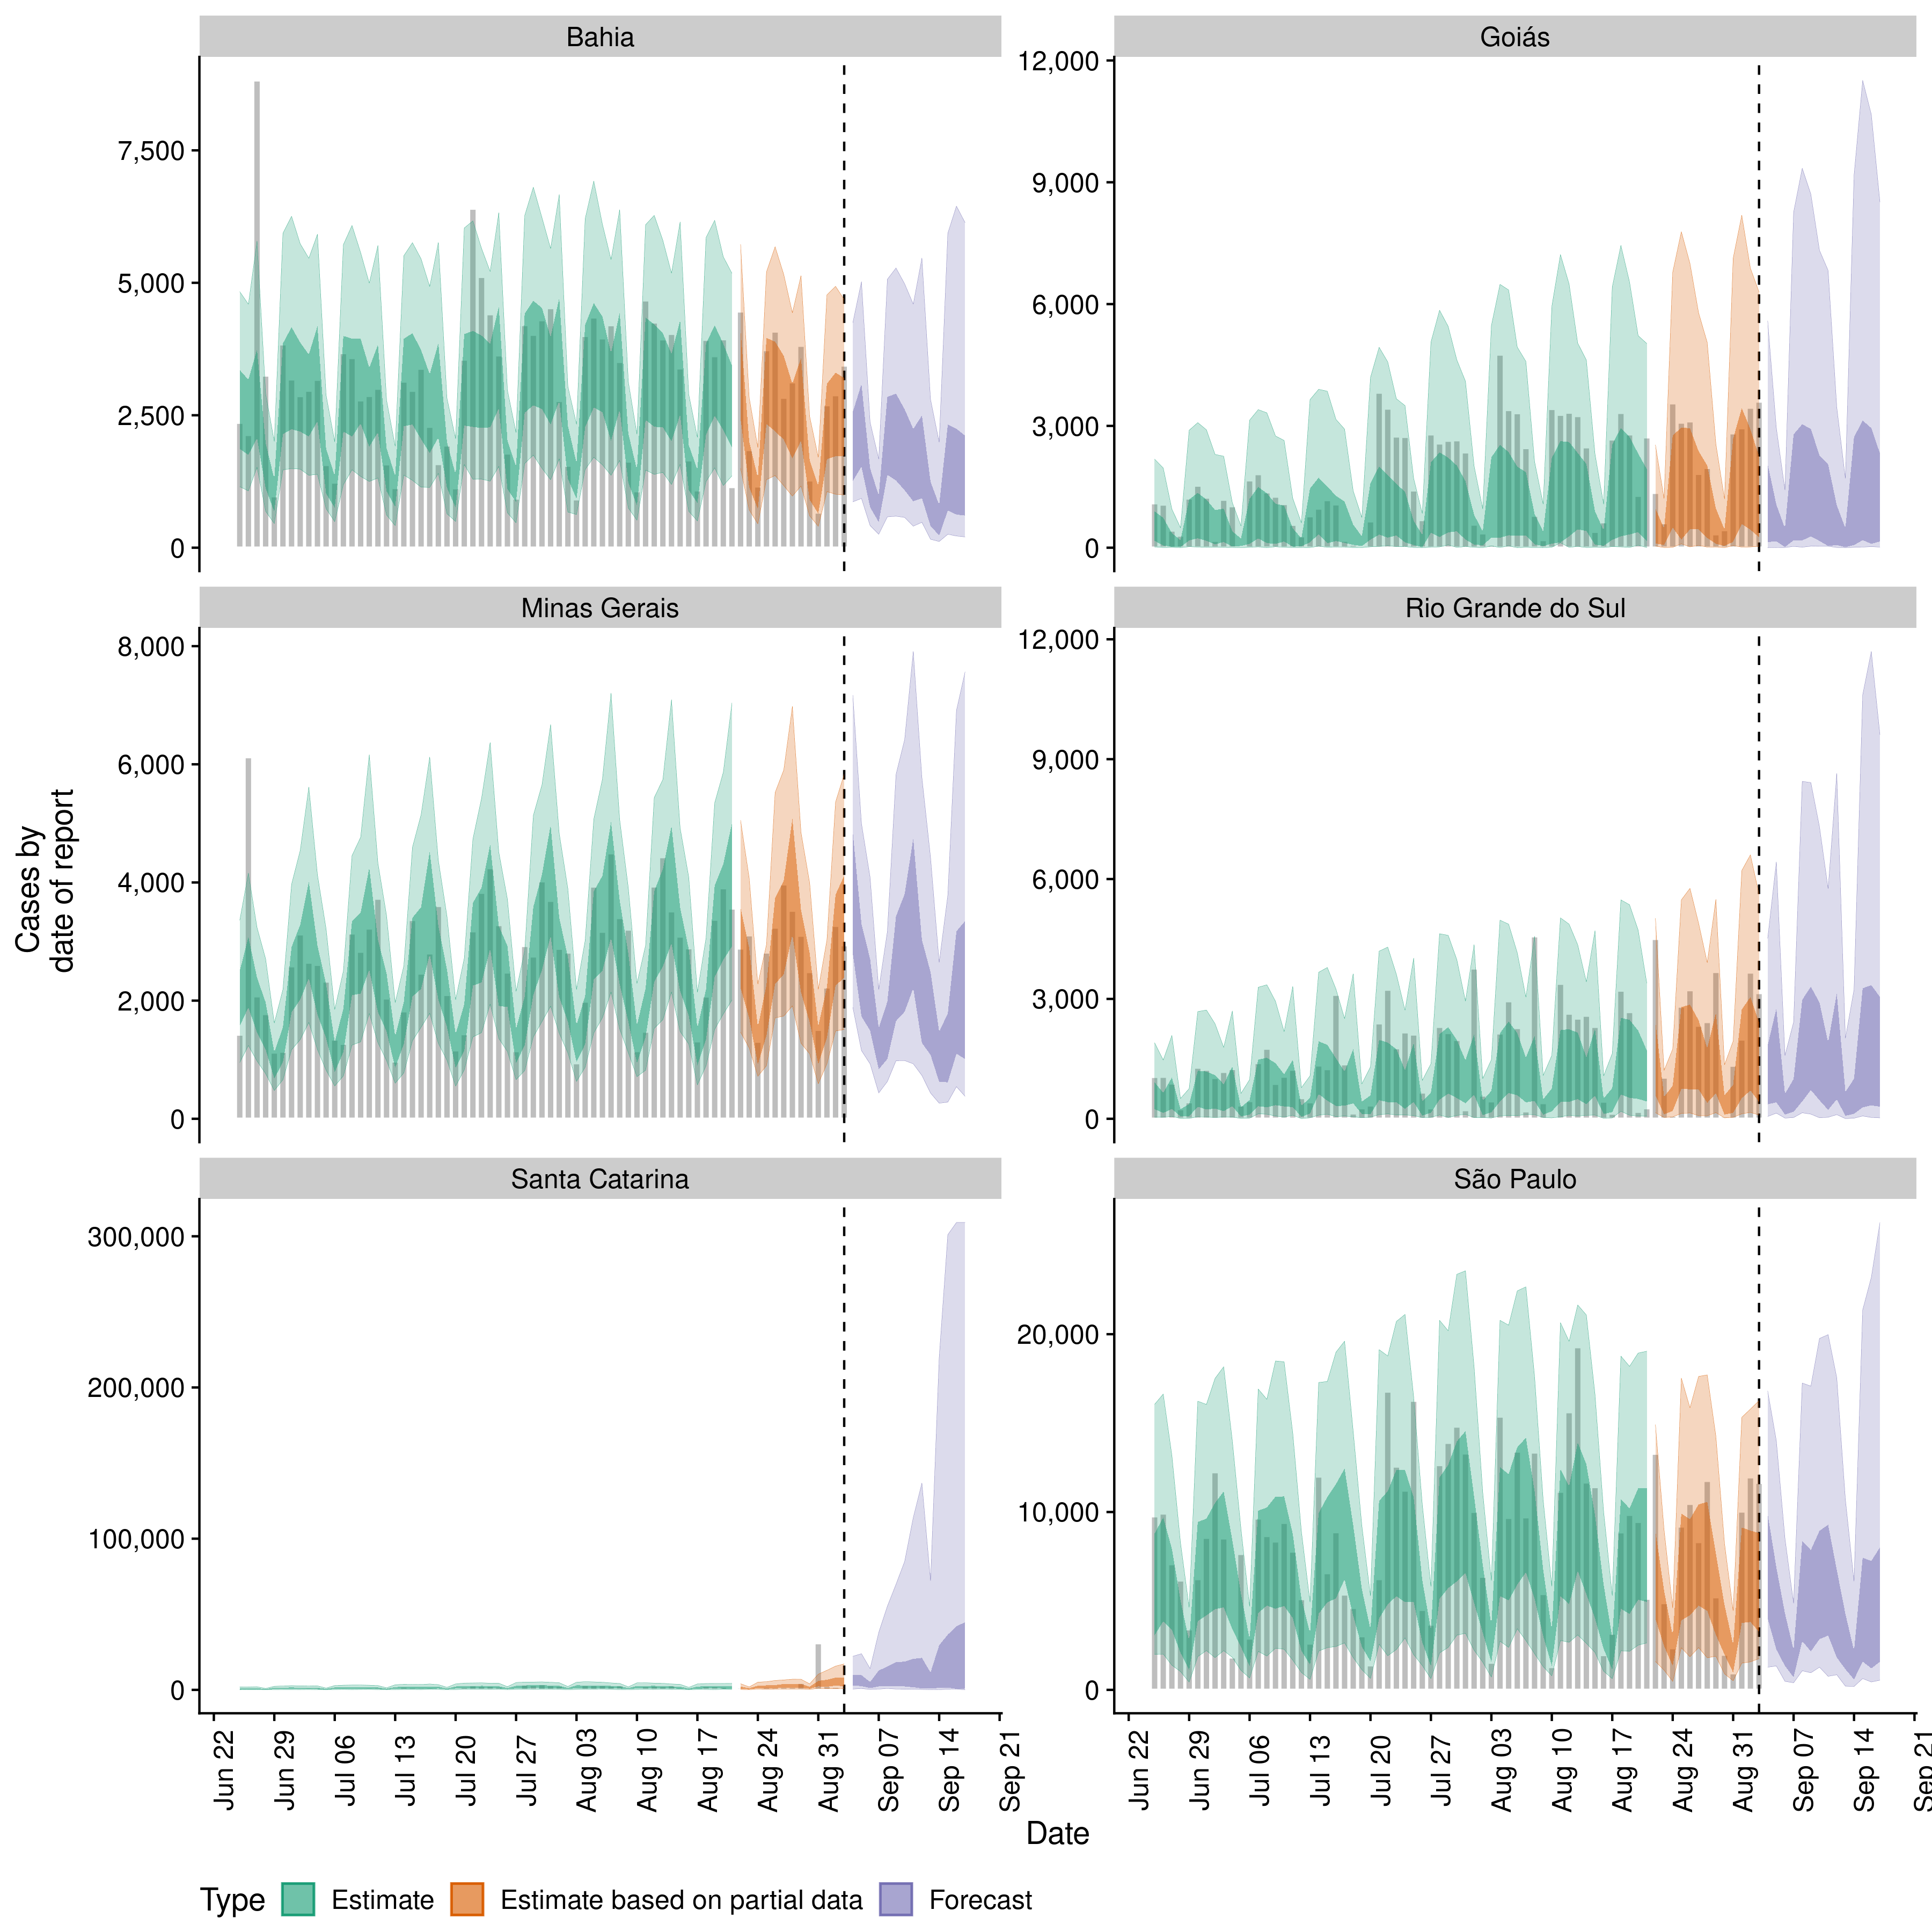 Bahia
Goiás
7,500
5,000
2,500
0
12,000
9,000
6,000
3,000
0
Minas Gerais
Rio Grande do Sul
8,000
6,000
4,000
2,000
0
12,000
9,000
6,000
3,000
0
Cases by
date of report
Santa Catarina
São Paulo
300,000
200,000
100,000
0
20,000
10,000
0
Jun 22
Jun 29
Jul 06
Jul 13
Jul 20
Jul 27
Aug 03
Aug 10
Aug 17
Aug 24
Aug 31
Sep 07
Sep 14
Sep 21
Jun 22
Jun 29
Jul 06
Jul 13
Jul 20
Jul 27
Aug 03
Aug 10
Aug 17
Aug 24
Aug 31
Sep 07
Sep 14
Sep 21
Date
Type Estimate Estimate based on partial data Forecast